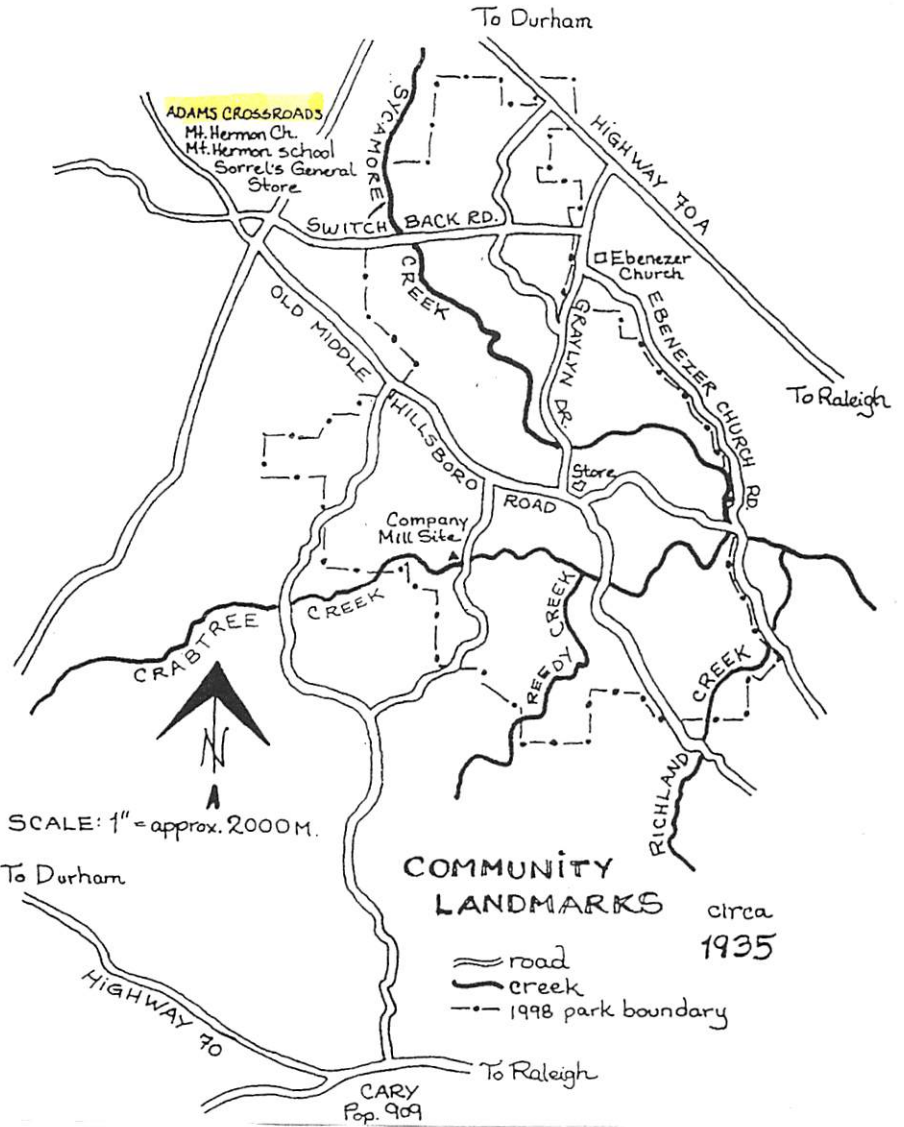 To Durham
ADAMS CROSSROADS
Mt. Hermon Ch.
Mt. Hermon school
Sorrel's General
Store
SYCAMORE
CREEK
HIGHWAY 70A
SWITCH BACK RD.
Ebenezer
Church
EBENEZER CHURCH RD.
GRAYLYN DR.
To Raleigh
OLD MIDDLE HILLSBORO ROAD
Store
Company
Mill Site
CRABTREE CREEK
REEDY CREEK
RICHLAND CREEK
N
SCALE: 1" = approx. 2000 M.
To Durham
HIGHWAY 70
COMMUNITY
LANDMARKS
circa
1935
road
creek
1998 park boundary
To Raleigh
CARY
Pop. 909